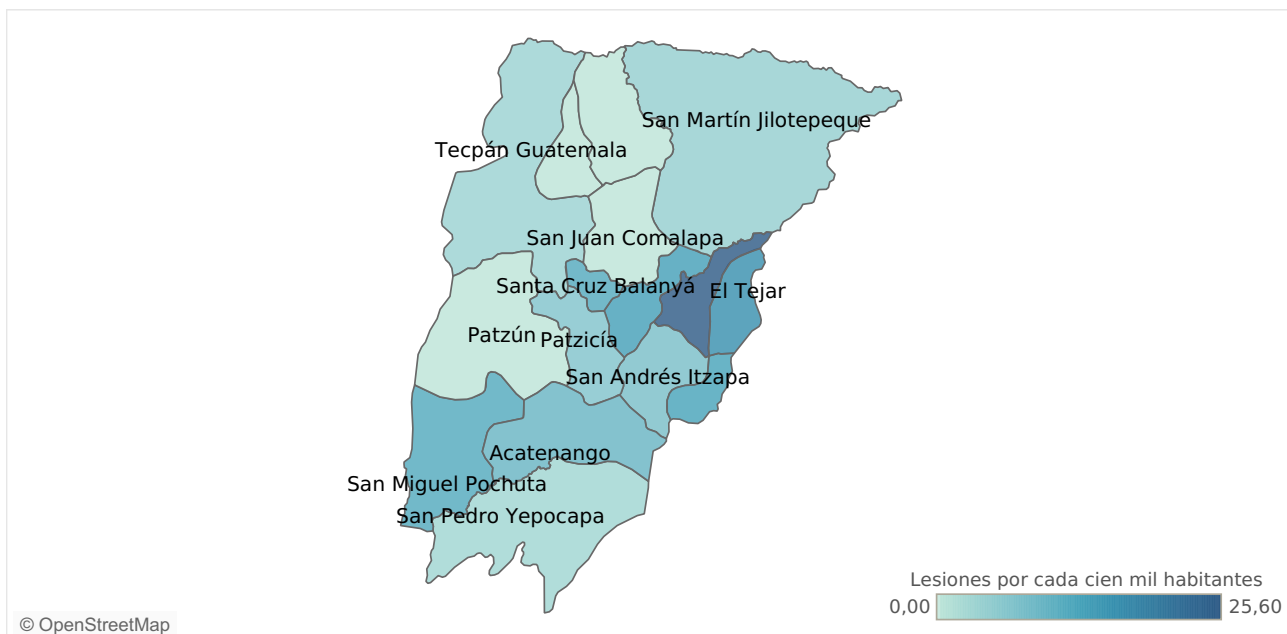 San Martín Jilotepeque
Tecpán Guatemala
San Juan Comalapa
Santa Cruz Balanyá
El Tejar
Patzún
Patzicía
San Andrés Itzapa
Acatenango
San Miguel Pochuta
San Pedro Yepocapa
Lesiones por cada cien mil habitantes
0,00
25,60
© OpenStreetMap